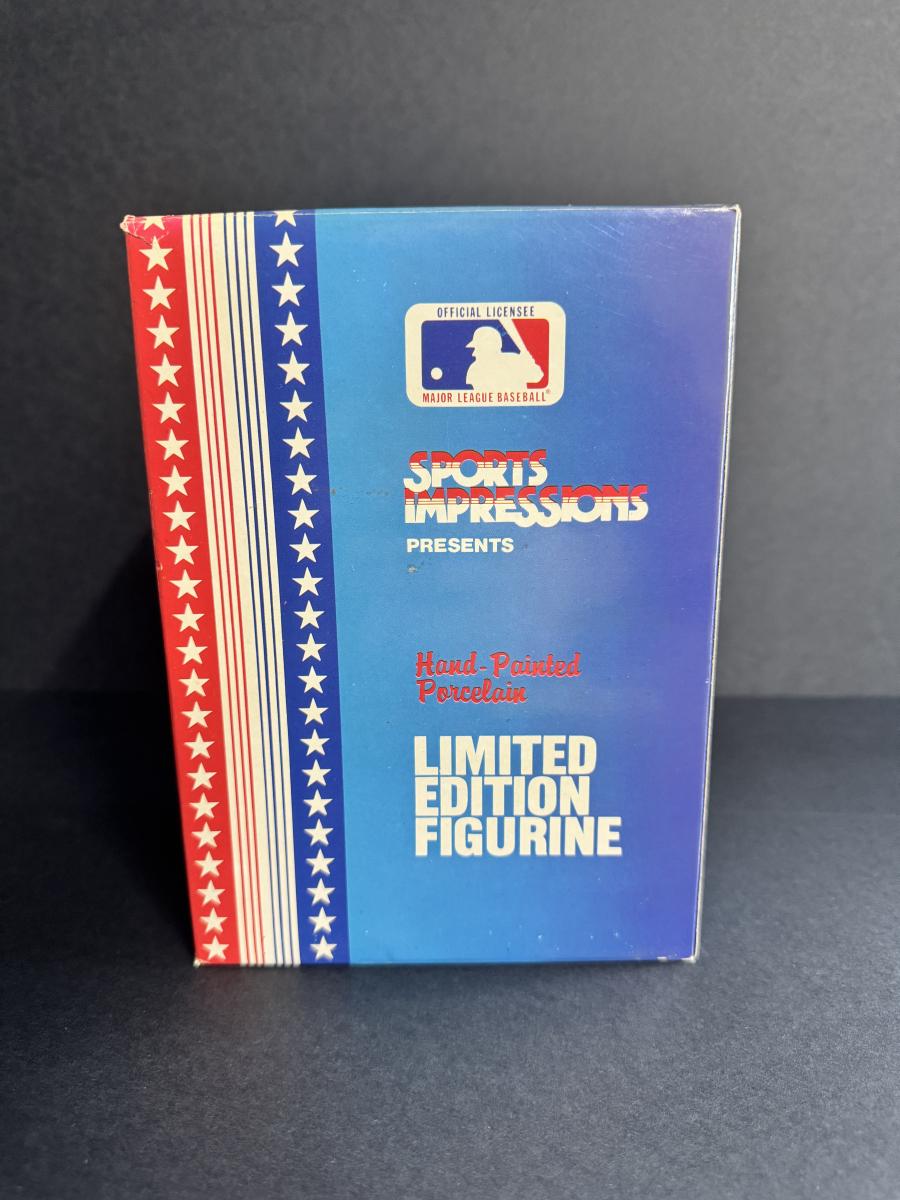 OFFICIAL LICENSEE
MAJOR LEAGUE BASEBALL®
SPORTS
IMPRESSIONS
PRESENTS
Hand-Painted
Porcelain
LIMITED
EDITION
FIGURINE